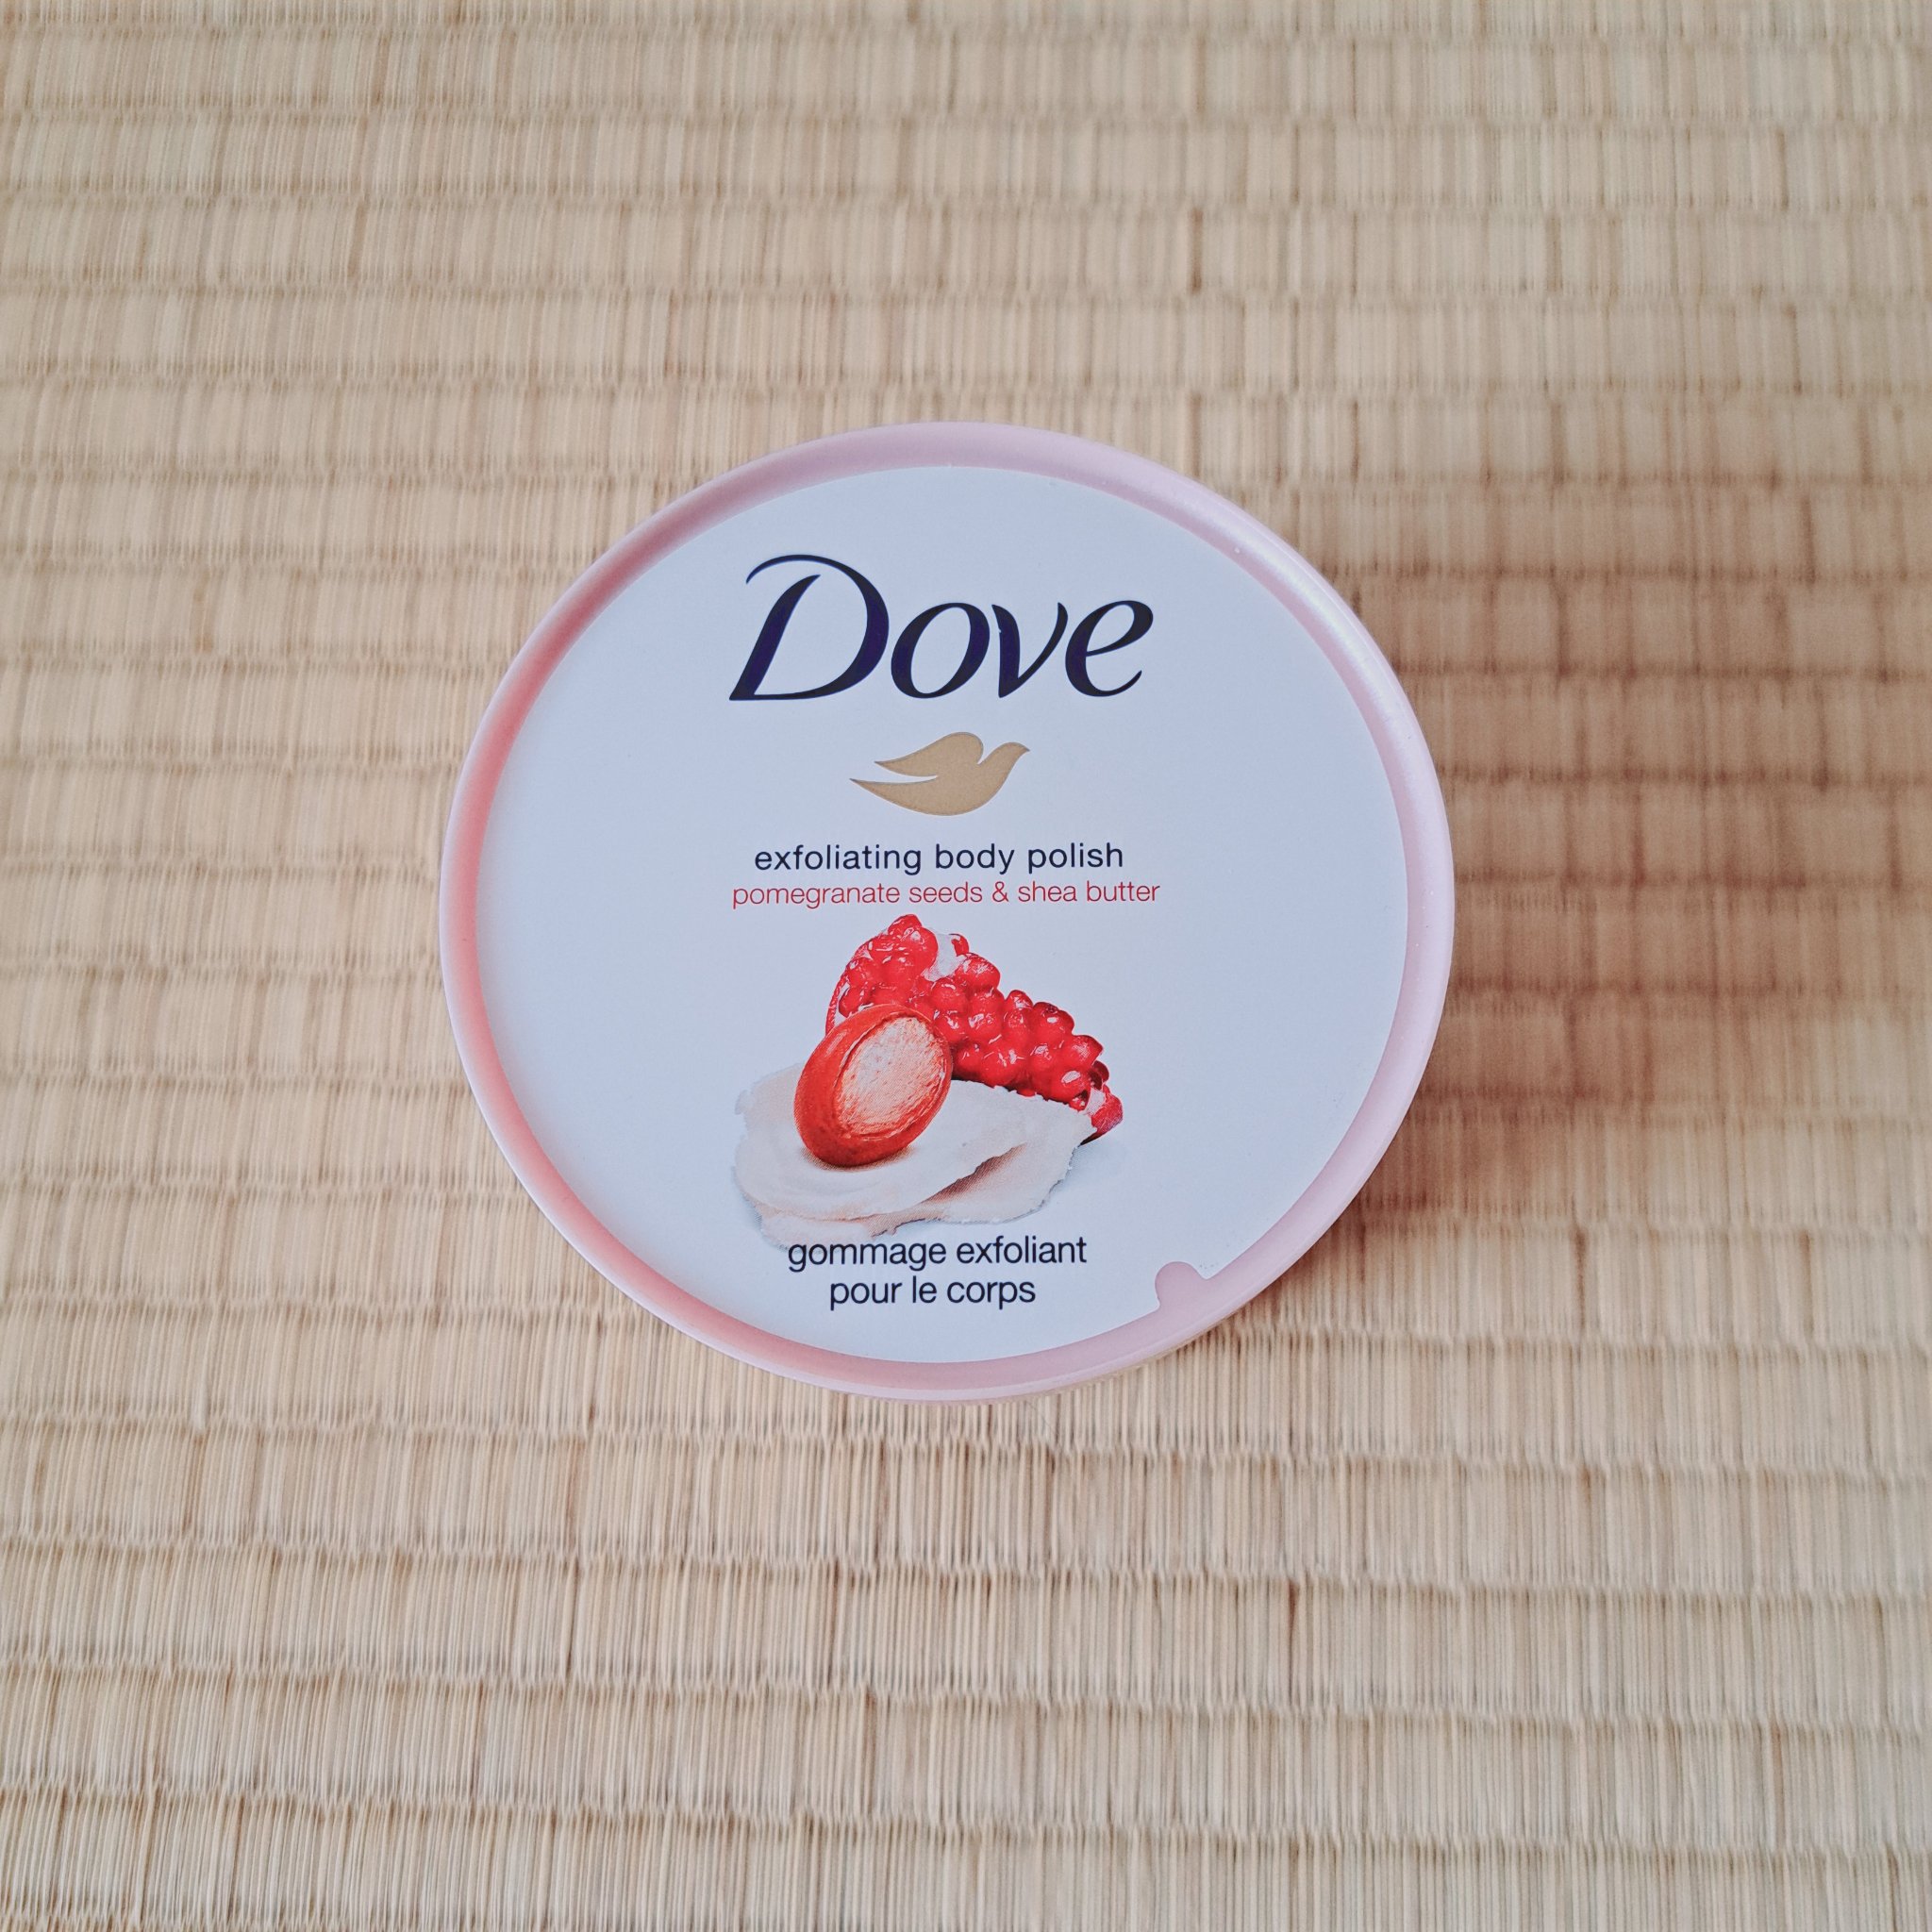 Dove
exfoliating body polish
pomegranate seeds & shea butter
gommage exfoliant
pour le corps